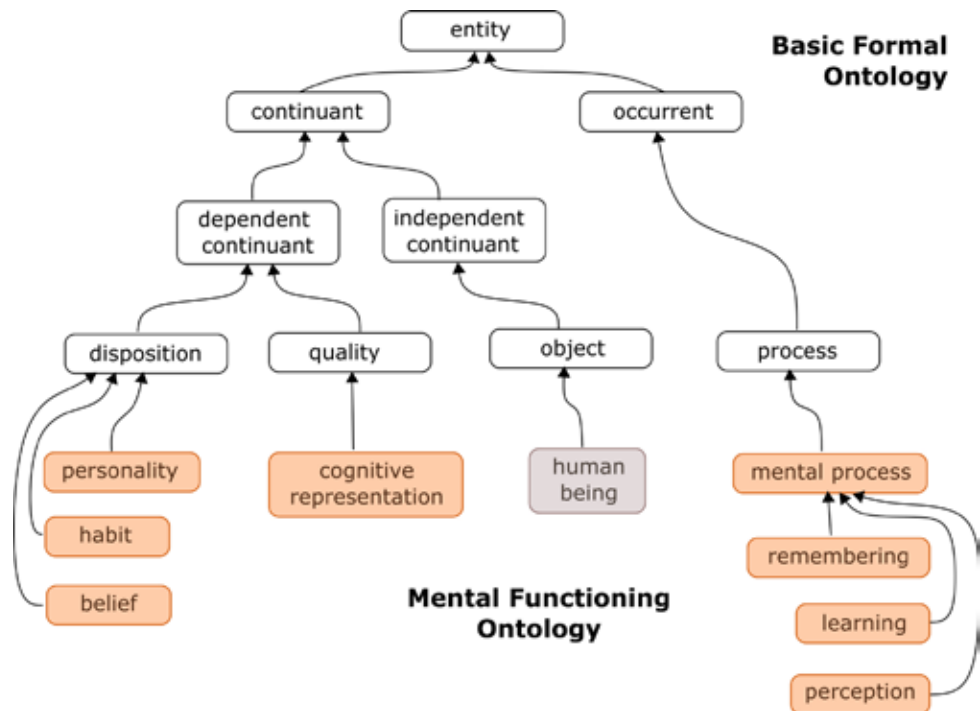 entity
Basic Formal
Ontology
continuant
occurrent
dependent
continuant
independent
continuant
disposition
quality
object
process
personality
cognitive
representation
human
being
mental process
habit
remembering
belief
Mental Functioning
Ontology
learning
perception